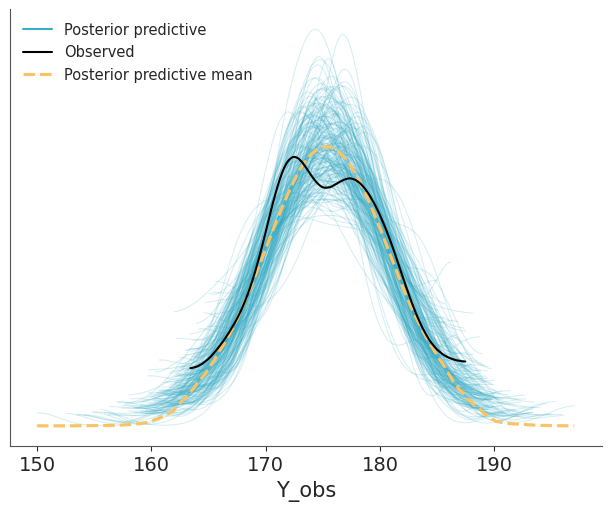 Posterior predictive
Observed
Posterior predictive mean
150 160 170 180 190
Y_obs